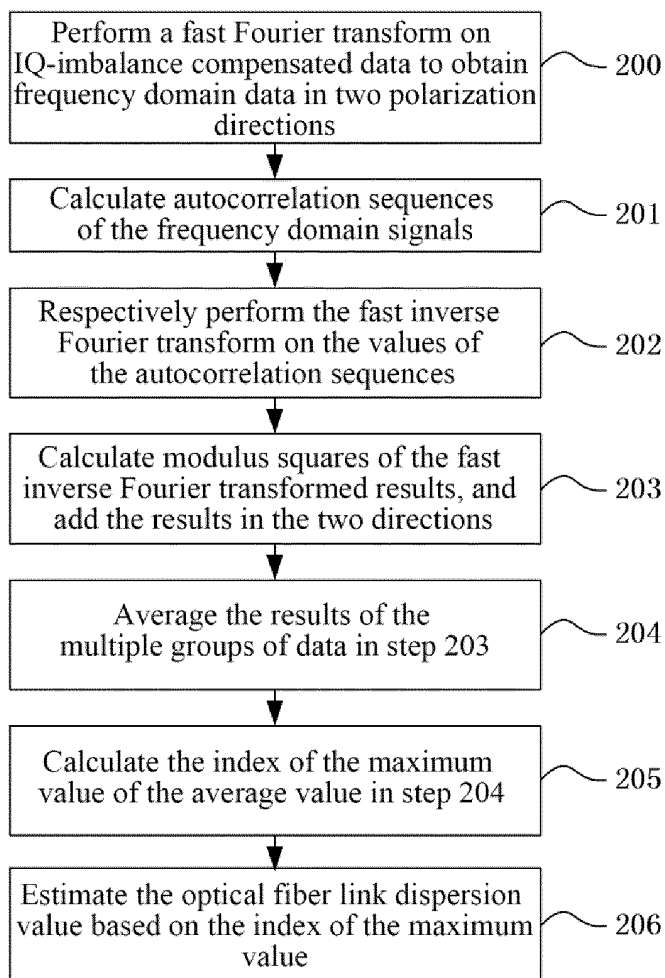 Perform a fast Fourier transform on
IQ-imbalance compensated data to obtain
frequency domain data in two polarization
directions
200
Calculate autocorrelation sequences
of the frequency domain signals
201
Respectively perform the fast inverse
Fourier transform on the values of
the autocorrelation sequences
202
Calculate modulus squares of the fast
inverse Fourier transformed results, and
add the results in the two directions
203
Average the results of the
multiple groups of data in step 203
204
Calculate the index of the maximum
value of the average value in step 204
205
Estimate the optical fiber link dispersion
value based on the index of the maximum
value
206